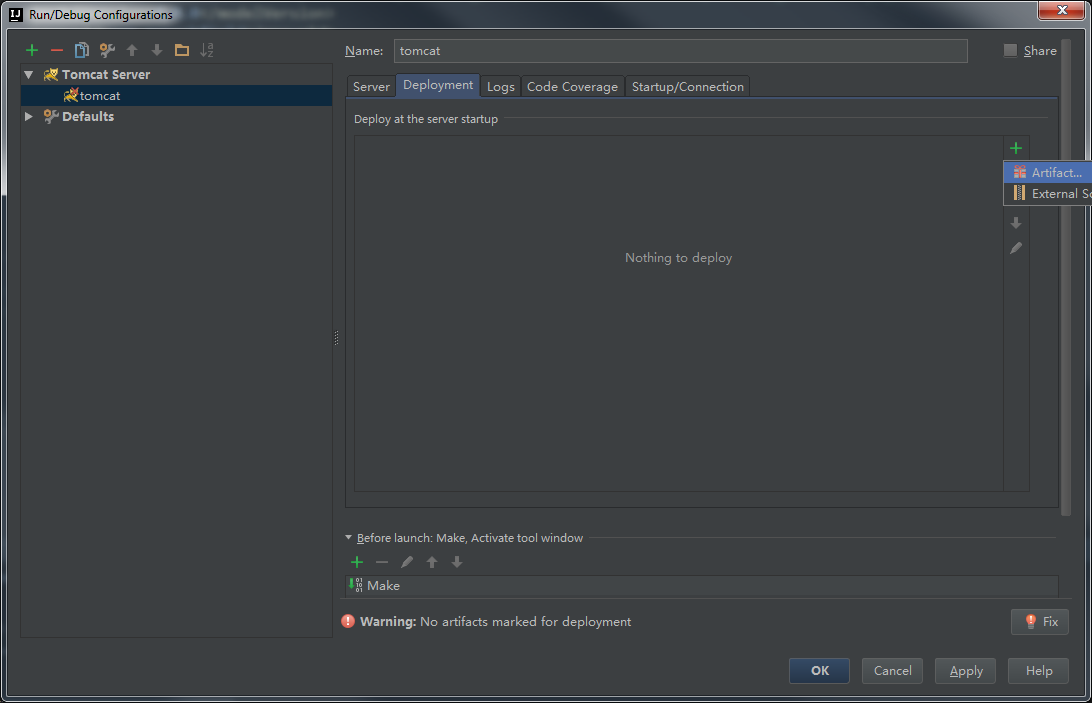 Run/Debug Configurations
Name: tomcat
Share
Tomcat Server
tomcat
Defaults
Server Deployment Logs Code Coverage Startup/Connection
Deploy at the server startup
Artifact...
External
Nothing to deploy
Before launch: Make, Activate tool window
Make
Warning: No artifacts marked for deployment
Fix
OK Cancel Apply Help